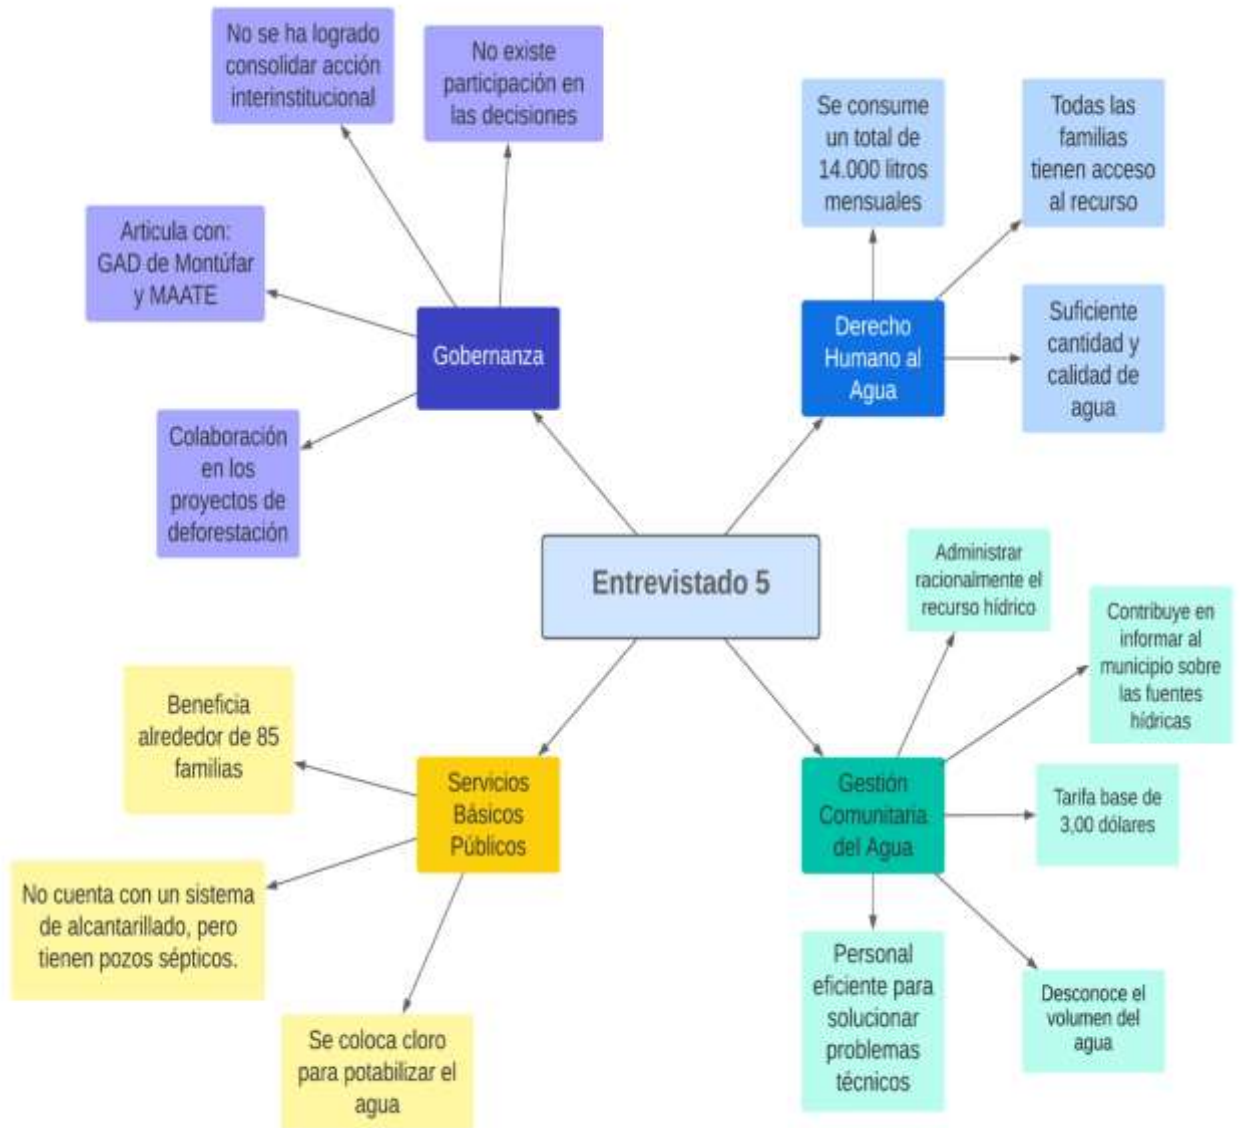 No se ha logrado
consolidar acción
interinstitucional
No existe
participación en
las decisiones
Articula con:
GAD de Montúfar
y MAATE
Gobernanza
Colaboración
en los
proyectos de
deforestación
Se consume
un total de
14.000 litros
mensuales
Todas las
familias
tienen acceso
al recurso
Derecho
Humano al
Agua
Suficiente
cantidad y
calidad de
agua
Entrevistado 5
Beneficia
alrededor de 85
familias
Servicios
Básicos
Públicos
No cuenta con un sistema
de alcantarillado, pero
tienen pozos sépticos.
Se coloca cloro
para potabilizar el
agua
Administrar
racionalmente el
recurso hídrico
Contribuye en
informar al
municipio sobre
las fuentes
hídricas
Gestión
Comunitaria
del Agua
Tarifa base de
3,00 dólares
Personal
eficiente para
solucionar
problemas
técnicos
Desconoce el
volumen del
agua